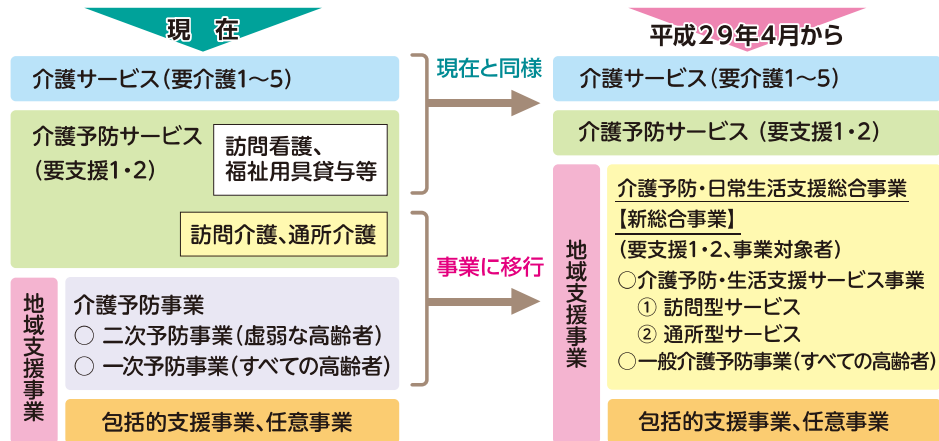 現　在
介護サービス（要介護1～5）
介護予防サービス
（要支援1・2）
訪問看護、
福祉用具貸与等
訪問介護、通所介護
地域支援事業
介護予防事業
○ 二次予防事業（虚弱な高齢者）
○ 一次予防事業（すべての高齢者）
包括的支援事業、任意事業
現在と同様
事業に移行
平成29年4月から
介護サービス（要介護1～5）
介護予防サービス（要支援1・2）
地域支援事業
介護予防・日常生活支援総合事業
【新総合事業】
（要支援1・2、事業対象者）
○介護予防・生活支援サービス事業
① 訪問型サービス
② 通所型サービス
○一般介護予防事業（すべての高齢者）
包括的支援事業、任意事業